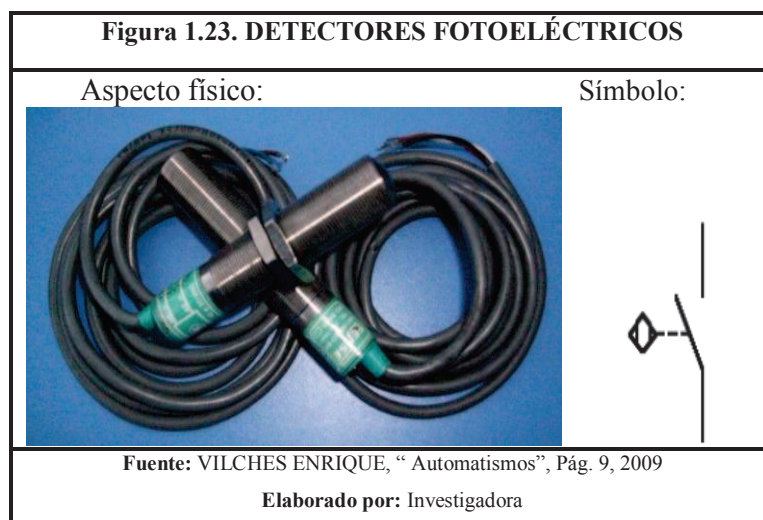 Figura 1.23. DETECTORES FOTOELÉCTRICOS
Aspecto físico:
Símbolo:
Fuente: VILCHES ENRIQUE, “ Automatismos”, Pág. 9, 2009
Elaborado por: Investigadora